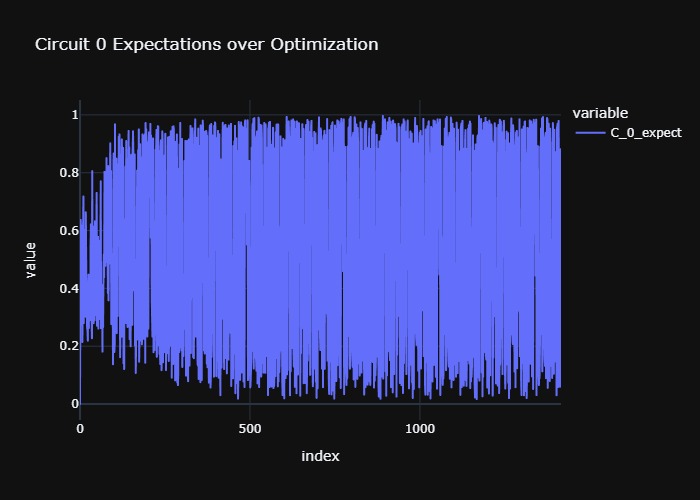 Circuit 0 Expectations over Optimization
variable
C_0_expect
value
1
0.8
0.6
0.4
0.2
0
0
500
1000
index